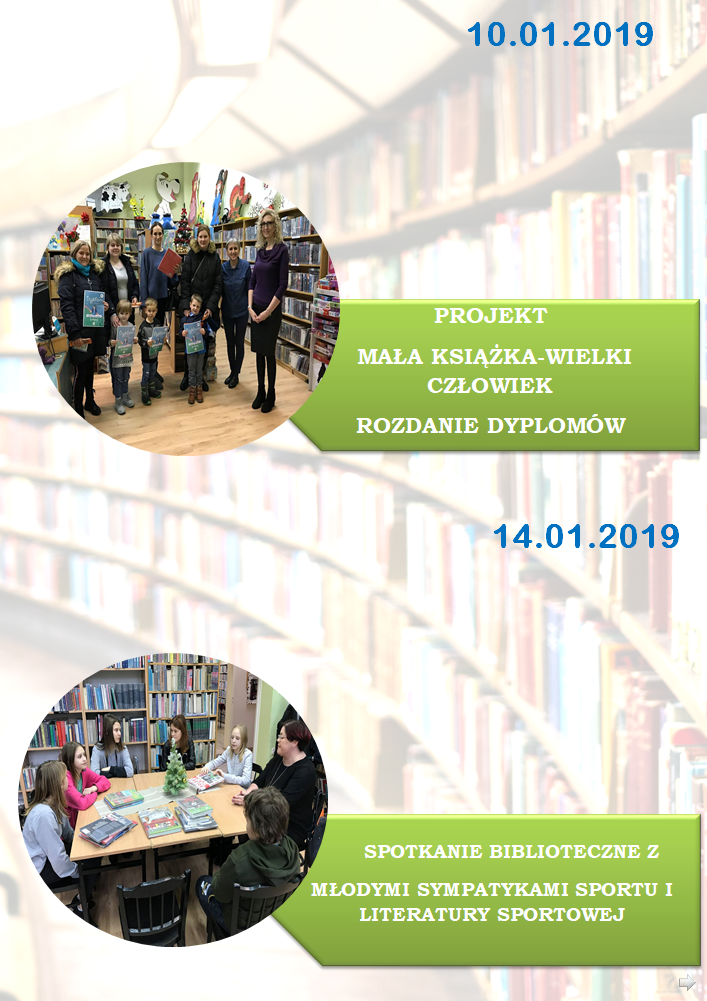 10.01.2019
PROJEKT
MAŁA KSIĄŻKA-WIELKI
CZŁOWIEK
ROZDANIE DYPLOMÓW
14.01.2019
SPOTKANIE BIBLIOTECZNE Z
MŁODYMI SYMPATYKAMI SPORTU I
LITERATURY SPORTOWEJ